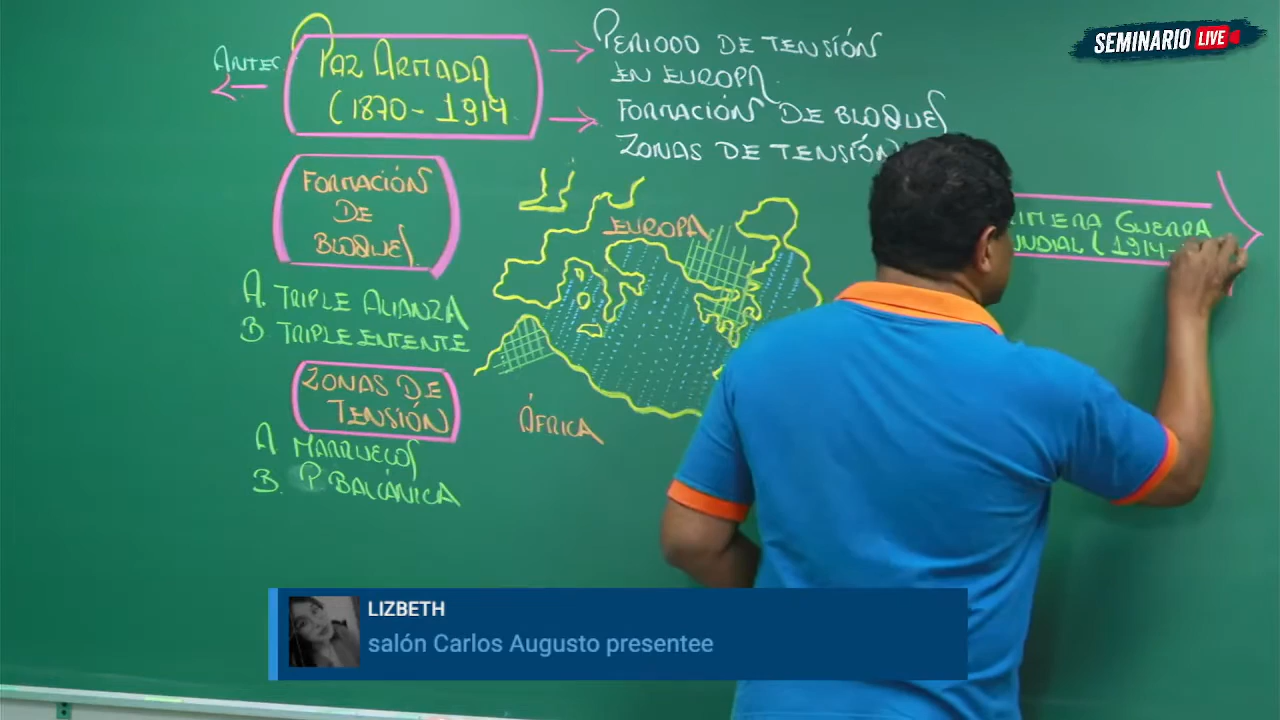 SEMINARIO LIVE
ANTEC
PAZ ARMADA
(1870-1914
PERIODO DE TENSIÓN
EN EUROPA.
FORMACIÓN DE BLOQUES
ZONAS DE TENSIÓN
FORMACIÓN
DE
BLOQUES
A. TRIPLE ALIANZA
B. TRIPLE ENTENTE
ZONAS DE
TENSIÓN
A MARRUECOS
B. P BALCÁNICA
EUROPA
ÁFRICA
RIMERA GUERRA
UNDIAL (1914-
LIZBETH
salón Carlos Augusto presentee